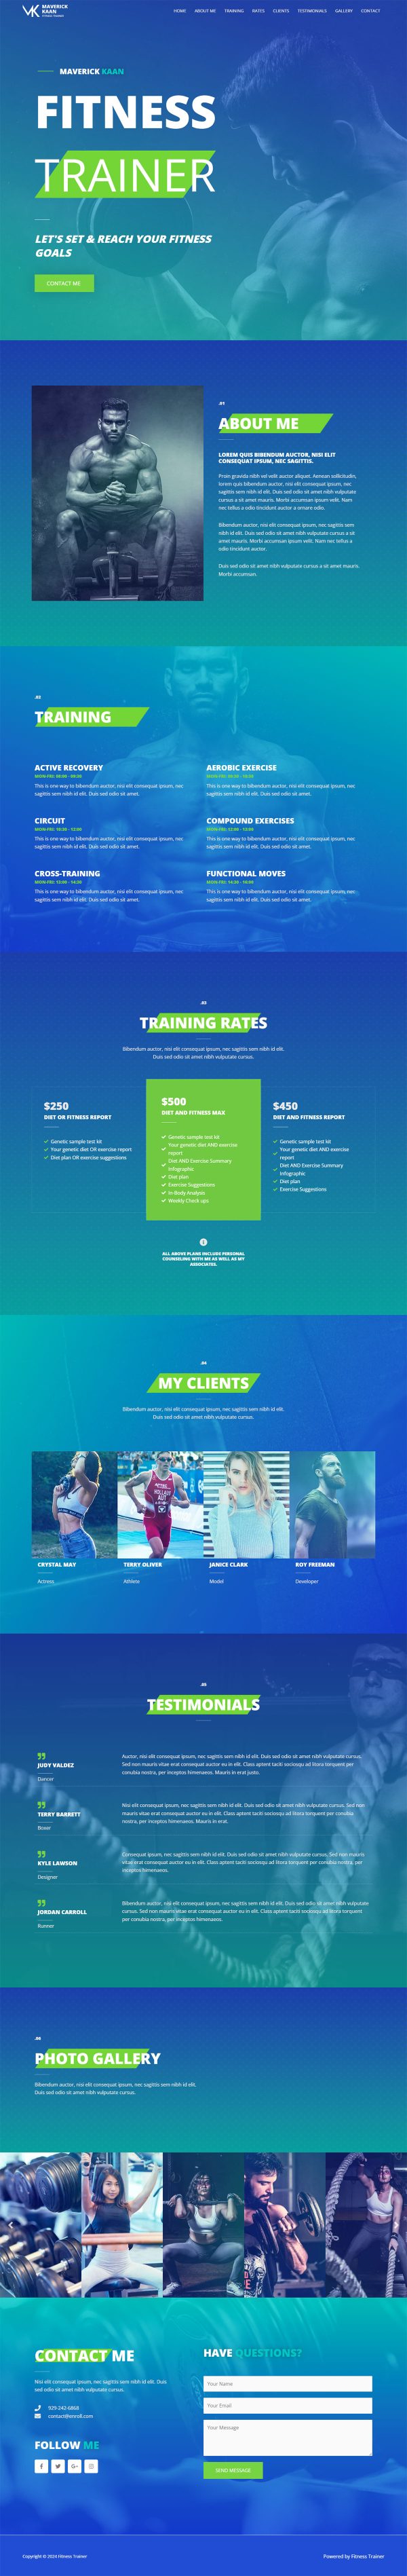 MAVERICK
KAAN
Fitness Trainer
HOME ABOUT ME TRAINING RATES CLIENTS TESTIMONIALS GALLERY CONTACT
MAVERICK KAAN
FITNESS
TRAINER
LET'S SET & REACH YOUR FITNESS
GOALS
CONTACT ME
.01
ABOUT ME
LOREM QUIS BIBENDUM AUCTOR, NISI ELIT
CONSEQUAT IPSUM, NEC SAGITTIS.
Proin gravida nibh vel velit auctor aliquet. Aenean sollicitudin,
lorem quis bibendum auctor, nisi elit consequat ipsum, nec
sagittis sem nibh id elit. Duis sed odio sit amet nibh vulputate
cursus a sit amet mauris. Morbi accumsan ipsum velit. Nam
nec tellus a odio tincidunt auctor a ornare odio.
Bibendum auctor, nisi elit consequat ipsum, nec sagittis sem
nibh id elit. Duis sed odio sit amet nibh vulputate cursus a sit
amet mauris. Morbi accumsan ipsum velit. Nam nec tellus a
odio tincidunt auctor.
Duis sed odio sit amet nibh vulputate cursus a sit amet mauris.
Morbi accumsan.
.02
TRAINING
ACTIVE RECOVERY
MON-FRI: 08:00 - 09:30
This is one way to bibendum auctor, nisi elit consequat ipsum, nec
sagittis sem nibh id elit. Duis sed odio sit amet.
AEROBIC EXERCISE
This is one way to bibendum auctor, nisi elit consequat ipsum, nec
sagittis sem nibh id elit. Duis sed odio sit amet.
CIRCUIT
MON-FRI: 10:30 - 12:00
This is one way to bibendum auctor, nisi elit consequat ipsum, nec
sagittis sem nibh id elit. Duis sed odio sit amet.
COMPOUND EXERCISES
MON-FRI: 12:00 - 13:00
This is one way to bibendum auctor, nisi elit consequat ipsum, nec
sagittis sem nibh id elit. Duis sed odio sit amet.
CROSS-TRAINING
MON-FRI: 13:00 - 14:30
This is one way to bibendum auctor, nisi elit consequat ipsum, nec
sagittis sem nibh id elit. Duis sed odio sit amet.
FUNCTIONAL MOVES
MON-FRI: 14:30 - 16:00
This is one way to bibendum auctor, nisi elit consequat ipsum, nec
sagittis sem nibh id elit. Duis sed odio sit amet.
.03
TRAINING RATES
Bibendum auctor, nisi elit consequat ipsum, nec sagittis sem nibh id elit.
Duis sed odio sit amet nibh vulputate cursus.
$250
DIET OR FITNESS REPORT
Genetic sample test kit
Your genetic diet OR exercise report
Diet plan OR exercise suggestions
$500
DIET AND FITNESS MAX
Genetic sample test kit
Your genetic diet AND exercise
report
Diet AND Exercise Summary
Infographic
Diet plan
Exercise Suggestions
In Body Analysis
Weekly Check ups
$450
DIET AND FITNESS REPORT
Genetic sample test kit
Your genetic diet AND exercise
report
Diet AND Exercise Summary
Infographic
Diet plan
Exercise Suggestions
ALL ABOVE PLANS INCLUDE PERSONAL
COUNSELING WITH ME AS WELL AS MY
ASSOCIATES.
.04
MY CLIENTS
Bibendum auctor, nisi elit consequat ipsum, nec sagittis sem nibh id elit.
Duis sed odio sit amet nibh vulputate cursus.
CRYSTAL MAY
Actress
TERRY OLIVER
Athlete
JANICE CLARK
Model
ROY FREEMAN
Developer
.05
TESTIMONIALS
JUDY VALDEZ
Dancer
Auctor, nisi elit consequat ipsum, nec sagittis sem nibh id elit. Duis sed odio sit amet nibh vulputate cursus.
Sed non mauris vitae erat consequat auctor eu in elit. Class aptent taciti sociosqu ad litora torquent per
conubia nostra, per inceptos himenaeos. Mauris in erat justo.
TERRY BARRETT
Boxer
Nisi elit consequat ipsum, nec sagittis sem nibh id elit. Duis sed odio sit amet nibh vulputate cursus. Sed non
mauris vitae erat consequat auctor eu in elit. Class aptent taciti sociosqu ad litora torquent per conubia
nostra, per inceptos himenaeos. Mauris in erat.
KYLE LAWSON
Designer
Consequat ipsum, nec sagittis sem nibh id elit. Duis sed odio sit amet nibh vulputate cursus. Sed non mauris
vitae erat consequat auctor eu in elit. Class aptent taciti sociosqu ad litora torquent per conubia nostra, per
inceptos himenaeos.
JORDAN CARROLL
Runner
Bibendum auctor, nisi elit consequat ipsum, nec sagittis sem nibh id elit. Duis sed odio sit amet nibh vulputate
cursus. Sed non mauris vitae erat consequat auctor eu in elit. Class aptent taciti sociosqu ad litora torquent
per conubia nostra, per inceptos himenaeos.
.06
PHOTO GALLERY
Bibendum auctor, nisi elit consequat ipsum, nec sagittis sem nibh id elit.
Duis sed odio sit amet nibh vulputate cursus.
CONTACT ME
Nisi elit consequat ipsum, nec sagittis sem nibh id elit. Duis
sed odio sit amet nibh vulputate cursus.
929-242-6868
contact@enroll.com
FOLLOW ME
HAVE QUESTIONS?
Your Name
Your Email
Your Message
SEND MESSAGE
Copyright © 2024 Fitness Trainer
Powered by Fitness Trainer